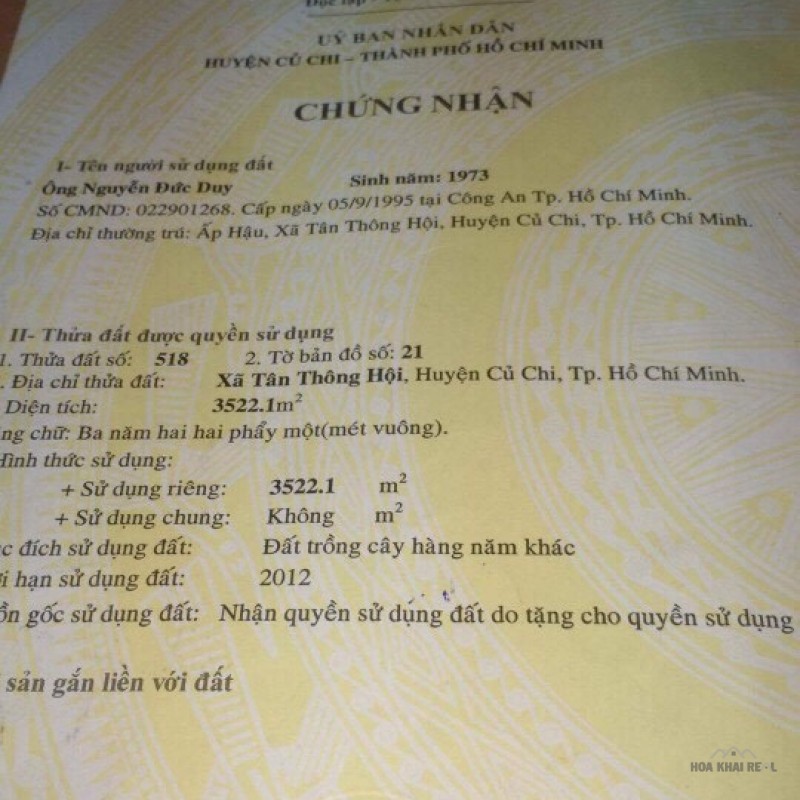 Độc lập - 
UỶ BAN NHÂN DÂN
HUYỆN CỦ CHI – THÀNH PHỐ HỒ CHÍ MINH
CHỨNG NHẬN
I- Tên người sử dụng đất
Ông Nguyễn Đức Duy Sinh năm: 1973
Số CMND: 022901268. Cấp ngày 05/9/1995 tại Công An Tp. Hồ Chí Minh.
Địa chỉ thường trú: Ấp Hậu, Xã Tân Thông Hội, Huyện Củ Chi, Tp. Hồ Chí Minh.
II- Thửa đất được quyền sử dụng
1. Thửa đất số: 518 2. Tờ bản đồ số: 21
. Địa chỉ thửa đất: Xã Tân Thông Hội, Huyện Củ Chi, Tp. Hồ Chí Minh.
Diện tích: 3522.1m²
ng chữ: Ba năm hai hai phẩy một(mét vuông).
Hình thức sử dụng:
+ Sử dụng riêng: 3522.1 m²
+ Sử dụng chung: Không m²
c đích sử dụng đất: Đất trồng cây hàng năm khác
i hạn sử dụng đất: 2012
ồn gốc sử dụng đất: Nhận quyền sử dụng đất do tặng cho quyền sử dụng
sản gắn liền với đất
HOA KHAI RE - L